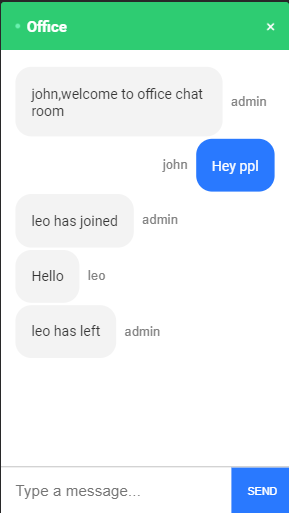 Office ×
john,welcome to office chat
room
admin
john
Hey ppl
leo has joined
admin
Hello
leo
leo has left
admin
Type a message...
SEND